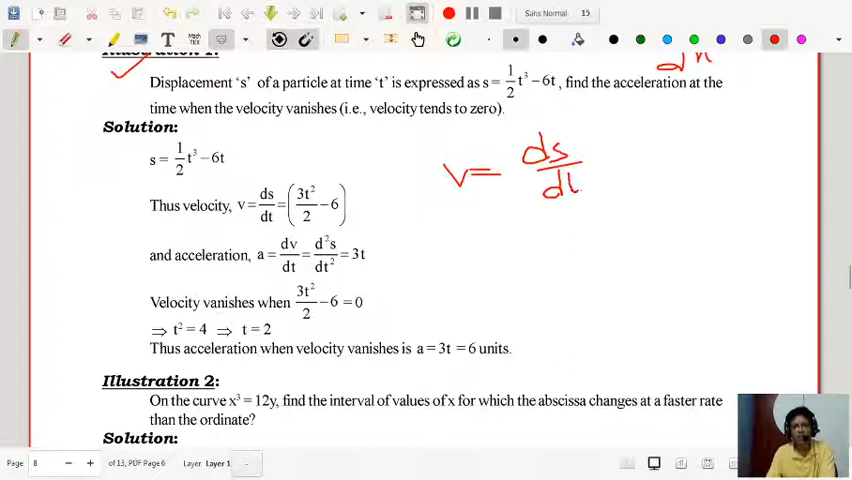 Sans Normal 15
Math
TEX
Illustration 1:
Displacement 's' of a particle at time 't' is expressed as s = 1/2 t³ – 6t, find the acceleration at the
time when the velocity vanishes (i.e., velocity tends to zero).
Solution:
s = 1/2 t³ – 6t
Thus velocity, v = ds/dt = (3t²/2 – 6)
v = ds/dt
and acceleration, a = dv/dt = d²s/dt² = 3t
Velocity vanishes when 3t²/2 – 6 = 0
⇒ t² = 4 ⇒ t = 2
Thus acceleration when velocity vanishes is a = 3t = 6 units.
Illustration 2:
On the curve x³ = 12y, find the interval of values of x for which the abscissa changes at a faster rate
than the ordinate?
Solution:
Page 8 of 13, PDF Page 6 Layer Layer 1